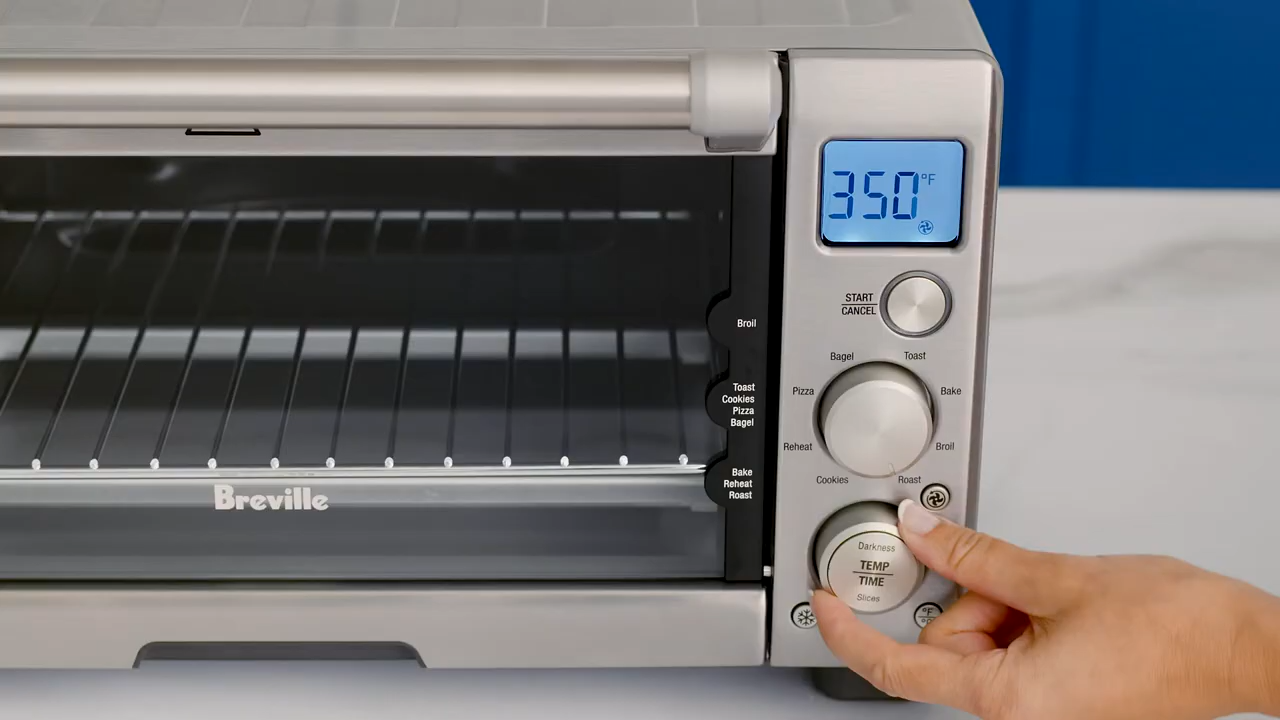 350°F
START
CANCEL
Bagel
Toast
Pizza
Bake
Reheat
Broil
Cookies
Roast
Darkness
TEMP
TIME
Slices
°F
Broil
Toast
Cookies
Pizza
Bagel
Bake
Reheat
Roast
Breville